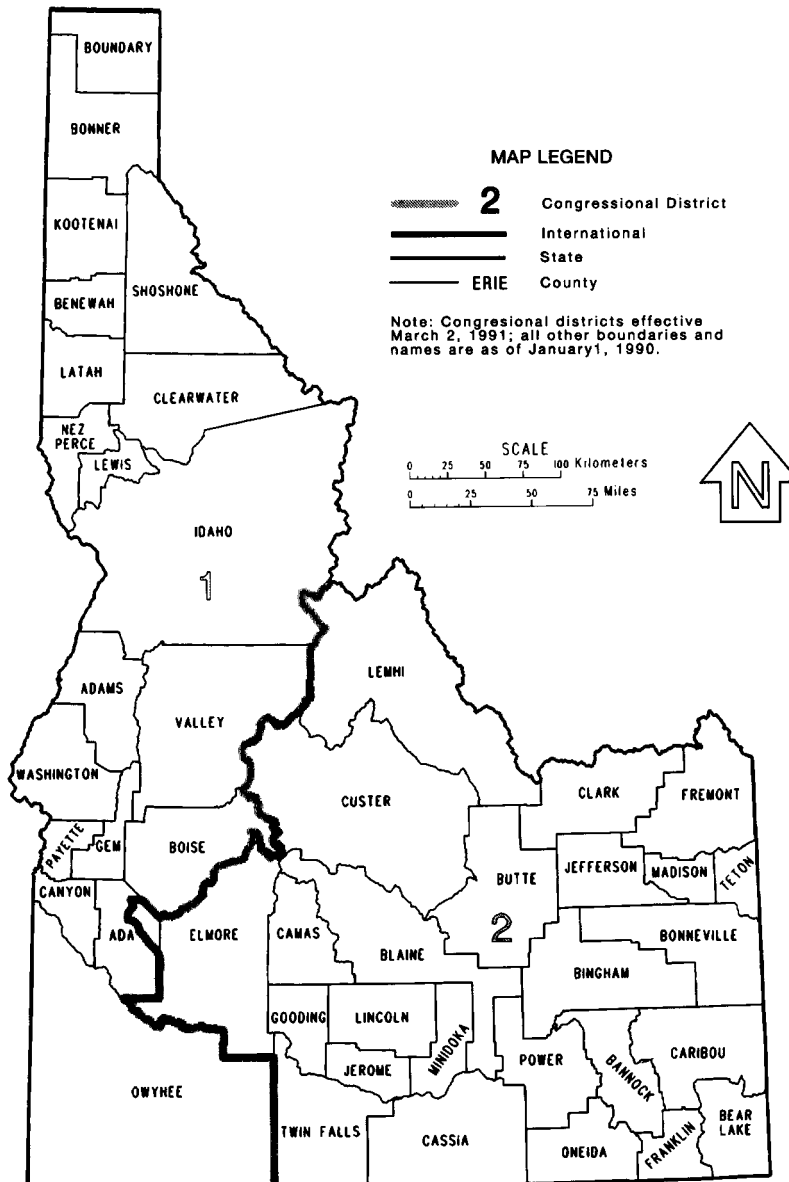 BOUNDARY
BONNER
MAP LEGEND
2 Congressional District
International
State
ERIE County
Note: Congresional districts effective
March 2, 1991; all other boundaries and
names are as of January1, 1990.
KOOTENAI
SHOSHONE
BENEWAH
LATAH
CLEARWATER
NEZ
PERCE
LEWIS
SCALE
0 25 50 75 100 Kilometers
0 25 50 75 Miles
N
IDAHO
1
ADAMS
VALLEY
LEMHI
WASHINGTON
CUSTER
CLARK
FREMONT
PAYETTE
GEM
BOISE
BUTTE
JEFFERSON
MADISON
TETON
CANYON
ADA
ELMORE
CAMAS
BLAINE
2
BONNEVILLE
BINGHAM
GOODING
LINCOLN
MINIDOKA
JEROME
POWER
BANNOCK
CARIBOU
OWYHEE
TWIN FALLS
CASSIA
ONEIDA
FRANKLIN
BEAR
LAKE